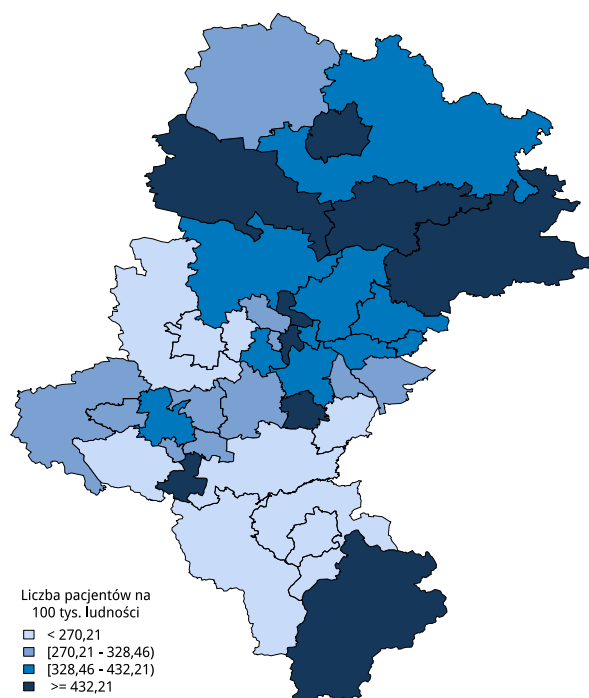 Liczba pacjentów na
100 tys. ludności
< 270,21
[270,21 - 328,46)
[328,46 - 432,21)
>= 432,21